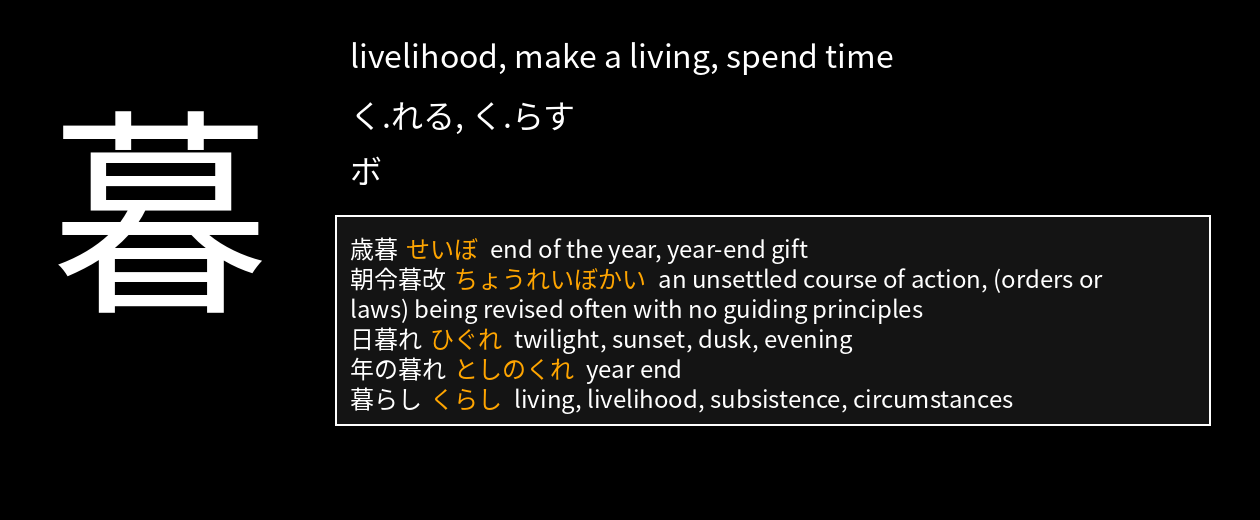 暮
livelihood, make a living, spend time
く.れる, く.らす
ボ
歳暮 せいぼ end of the year, year-end gift
朝令暮改 ちょうれいぼかい an unsettled course of action, (orders or
laws) being revised often with no guiding principles
日暮れ ひぐれ twilight, sunset, dusk, evening
年の暮れ としのくれ year end
暮らし くらし living, livelihood, subsistence, circumstances